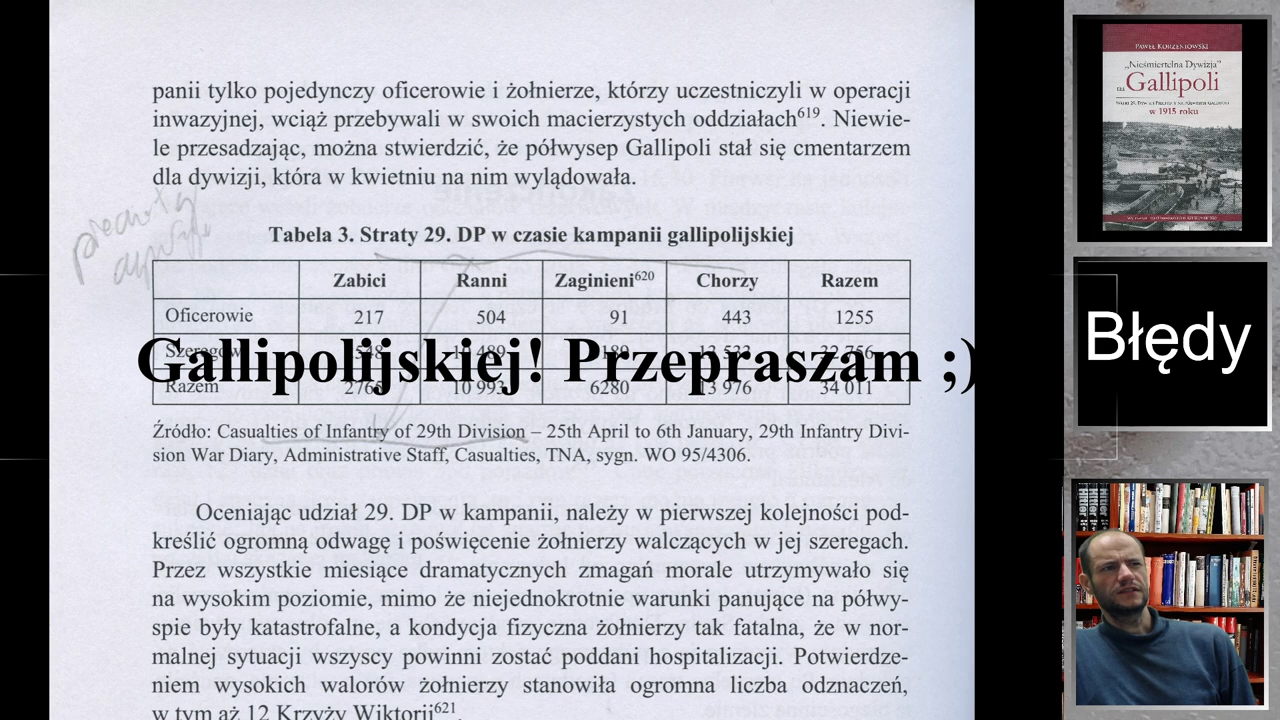 panii tylko pojedynczy oficerowie i żołnierze, którzy uczestniczyli w operacji
inwazyjnej, wciąż przebywali w swoich macierzystych oddziałach619. Niewie-
le przesadzając, można stwierdzić, że półwysep Gallipoli stał się cmentarzem
dla dywizji, która w kwietniu na nim wylądowała.
Tabela 3. Straty 29. DP w czasie kampanii gallipolijskiej
Zabici Ranni Zaginieni620 Chorzy Razem
Oficerowie 217 504 91 443 1255
Gallipolijskiej! Przepraszam ;)
Razem 10 993 6280 13 976 34 011
Źródło: Casualties of Infantry of 29th Division – 25th April to 6th January, 29th Infantry Divi-
sion War Diary, Administrative Staff, Casualties, TNA, sygn. WO 95/4306.
Oceniając udział 29. DP w kampanii, należy w pierwszej kolejności pod-
kreślić ogromną odwagę i poświęcenie żołnierzy walczących w jej szeregach.
Przez wszystkie miesiące dramatycznych zmagań morale utrzymywało się
na wysokim poziomie, mimo że niejednokrotnie warunki panujące na półwy-
spie były katastrofalne, a kondycja fizyczna żołnierzy tak fatalna, że w nor-
malnej sytuacji wszyscy powinni zostać poddani hospitalizacji. Potwierdze-
niem wysokich walorów żołnierzy stanowiła ogromna liczba odznaczeń,
w tym aż 12 Krzyży Wiktorii621
PAWEŁ KORZENIOWSKI
„Nieśmiertelna Dywizja”
na Gallipoli
w 1915 roku
Błędy